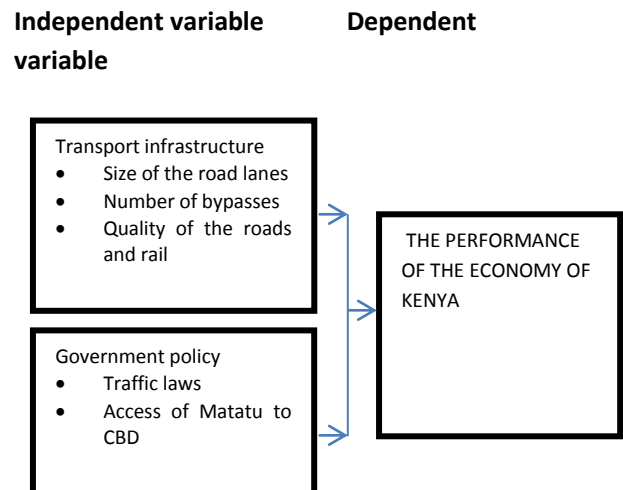 Independent variable Dependent
variable
Transport infrastructure
• Size of the road lanes
• Number of bypasses
• Quality of the roads
and rail
THE PERFORMANCE
OF THE ECONOMY OF
KENYA
Government policy
• Traffic laws
• Access of Matatu to
CBD